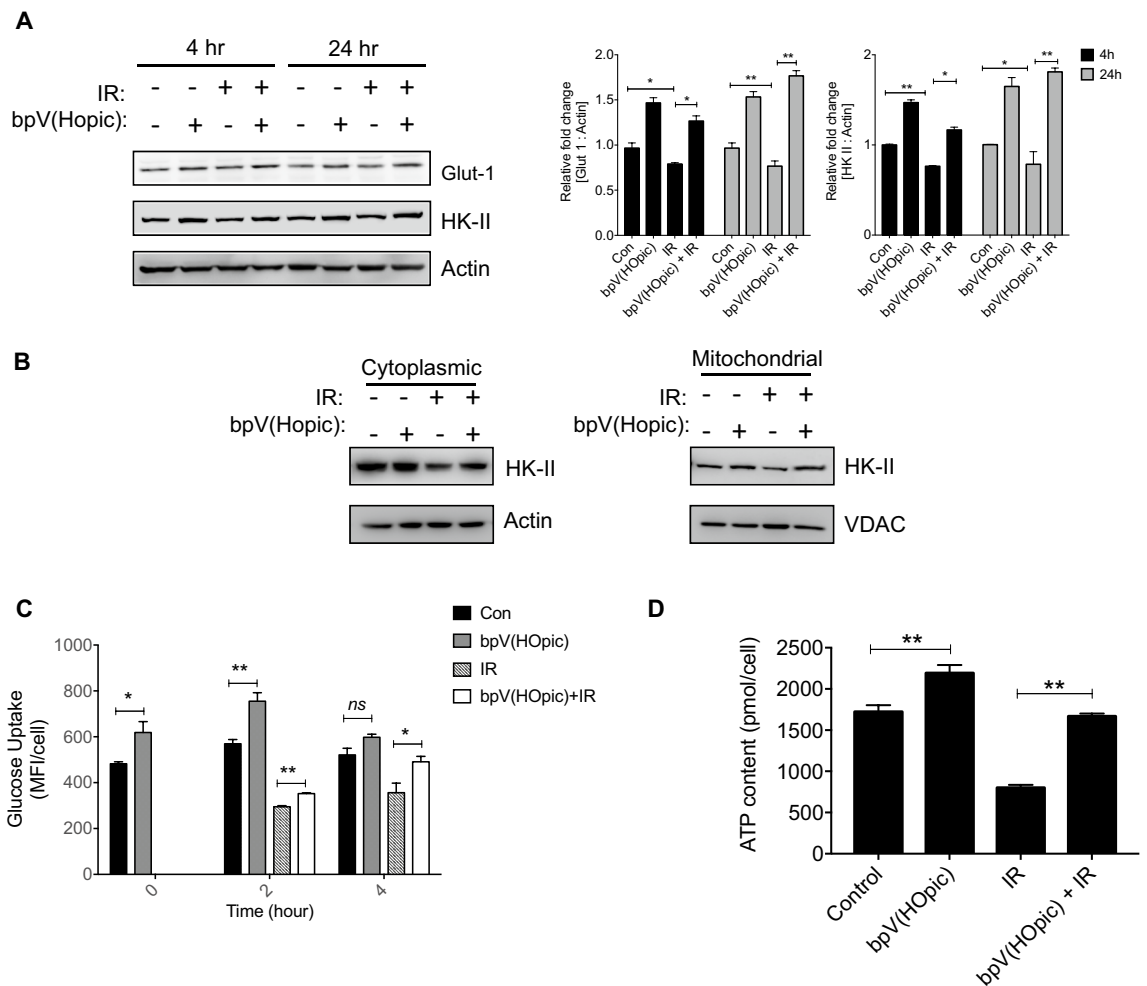 A
4 hr 24 hr
IR: - - + + - - + +
bpV(Hopic): - + - + - + - +
Glut-1
HK-II
Actin
2.0
1.5
1.0
0.5
0.0
Relative fold change
[Glut 1 : Actin]
* * ** **
Con
bpV(HOpic)
IR
bpV(HOpic) + IR
Con
bpV(HOpic)
IR
bpV(HOpic) + IR
2
1
0
Relative fold change
[HK II : Actin]
** * * **
Con
bpV(HOpic)
IR
bpV(HOpic) + IR
Con
bpV(HOpic)
IR
bpV(HOpic) + IR
4h
24h
B
Cytoplasmic
IR: - - + +
bpV(Hopic): - + - +
HK-II
Actin
Mitochondrial
IR: - - + +
bpV(Hopic): - + - +
HK-II
VDAC
C
Con
bpV(HOpic)
IR
bpV(HOpic)+IR
1000
800
600
400
200
0
Glucose Uptake
(MFI/cell)
* ** ** ns *
0 2 4
Time (hour)
D
2500
2000
1500
1000
500
0
ATP content (pmol/cell)
** **
Control
bpV(HOpic)
IR
bpV(HOpic) + IR